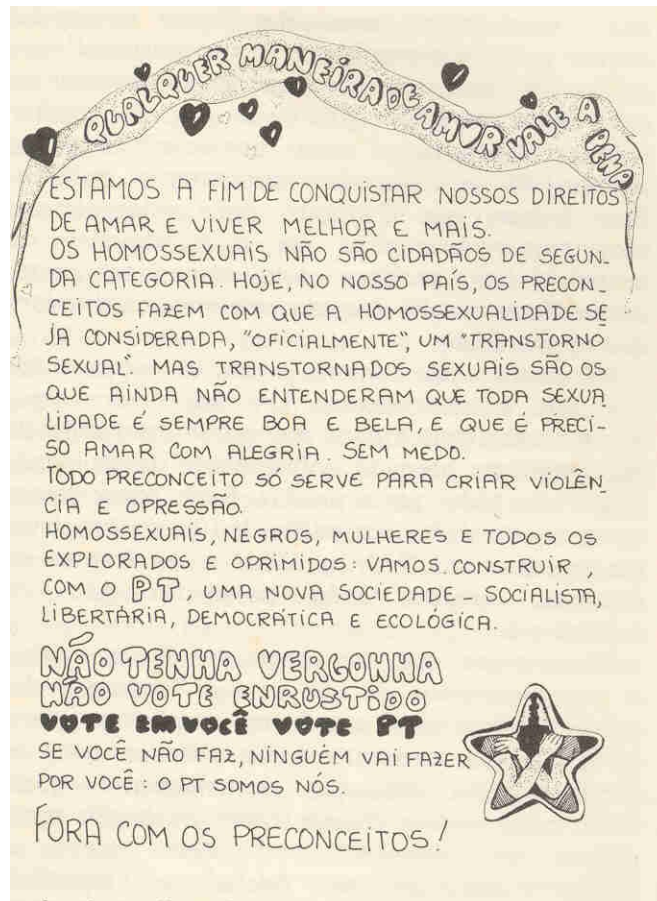 QUALQUER MANEIRA DE AMOR VALE A PENA
ESTAMOS A FIM DE CONQUISTAR NOSSOS DIREITOS
DE AMAR E VIVER MELHOR E MAIS.
OS HOMOSSEXUAIS NÃO SÃO CIDADÃOS DE SEGUN_
DA CATEGORIA. HOJE, NO NOSSO PAÍS, OS PRECON_
CEITOS FAZEM COM QUE A HOMOSSEXUALIDADE SE
JA CONSIDERADA, "OFICIALMENTE", UM "TRANSTORNO
SEXUAL". MAS TRANSTORNADOS SEXUAIS SÃO OS
QUE AINDA NÃO ENTENDERAM QUE TODA SEXUA
LIDADE É SEMPRE BOA E BELA, E QUE É PRECI-
SO AMAR COM ALEGRIA. SEM MEDO.
TODO PRECONCEITO SÓ SERVE PARA CRIAR VIOLÊN_
CIA E OPRESSÃO.
HOMOSSEXUAIS, NEGROS, MULHERES E TODOS OS
EXPLORADOS E OPRIMIDOS: VAMOS CONSTRUIR,
COM O PT, UMA NOVA SOCIEDADE - SOCIALISTA,
LIBERTÁRIA, DEMOCRÁTICA E ECOLÓGICA.
NÃO TENHA VERGONHA
NÃO VOTE ENRUSTIDO
VOTE EM VOCÊ VOTE PT
SE VOCÊ NÃO FAZ, NINGUÉM VAI FAZER
POR VOCÊ: O PT SOMOS NÓS.
FORA COM OS PRECONCEITOS!